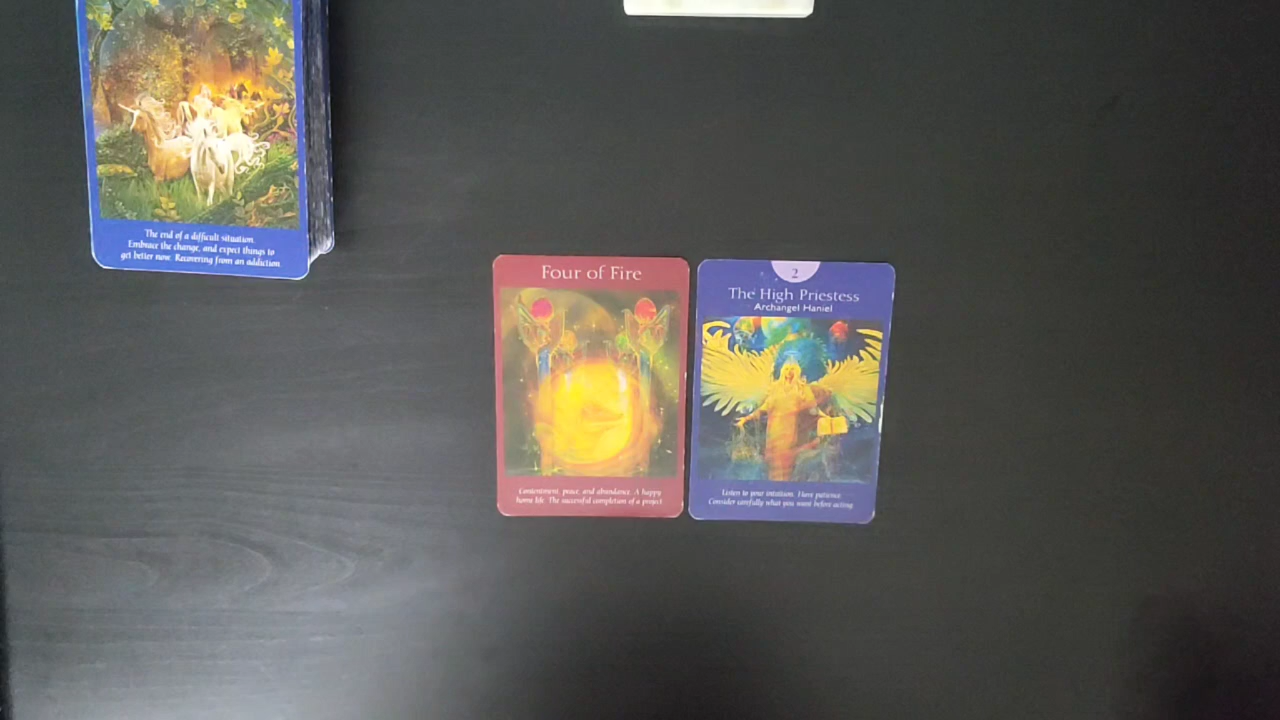 The end of a difficult situation.
Embrace the change, and expect things to
get better now. Recovering from an addiction.
Four of Fire
Contentment, peace, and abundance. A happy
home life. The successful completion of a project
2
The High Priestess
Archangel Haniel
Listen to your intuition. Have patience.
Consider carefully what you want before acting.